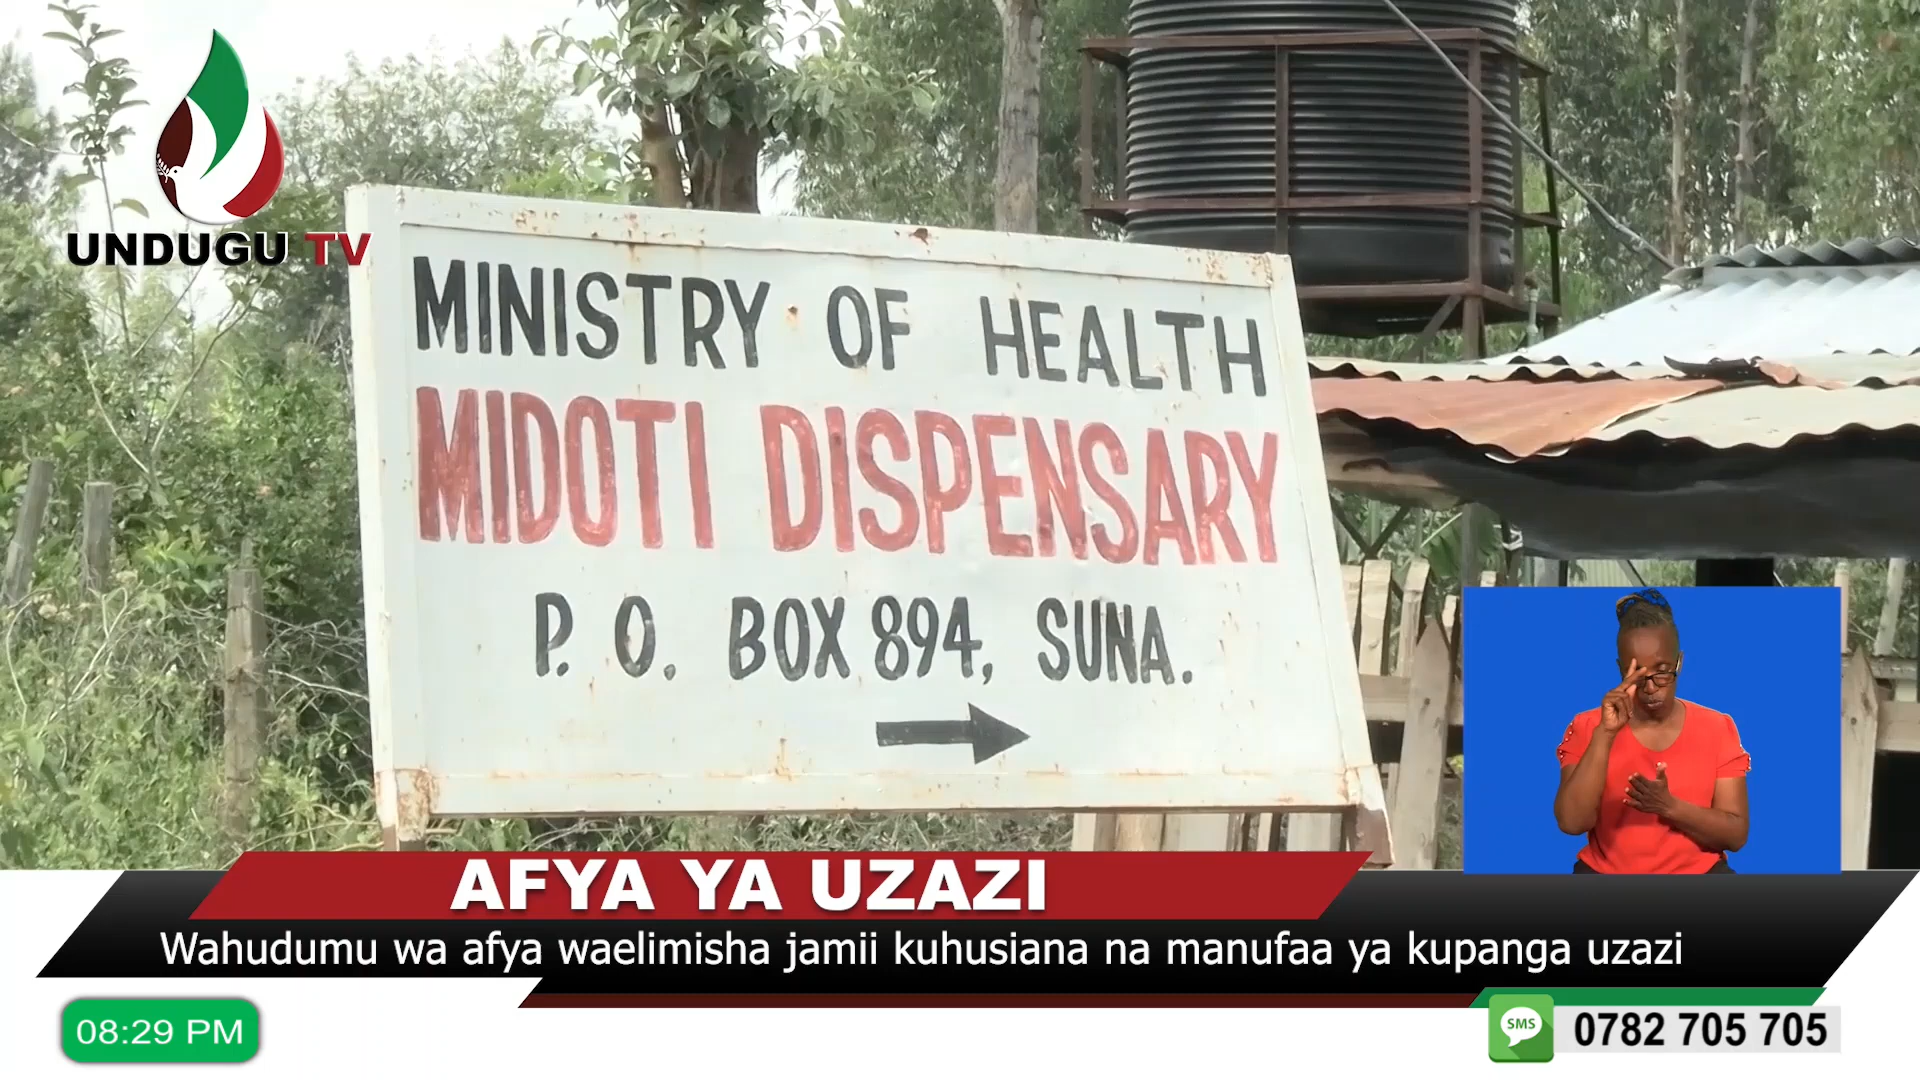 UNDUGU TV
MINISTRY OF HEALTH
MIDOTI DISPENSARY
P. O. BOX 894, SUNA.
AFYA YA UZAZI
Wahudumu wa afya waelimisha jamii kuhusiana na manufaa ya kupanga uzazi
08:29 PM
SMS
0782 705 705